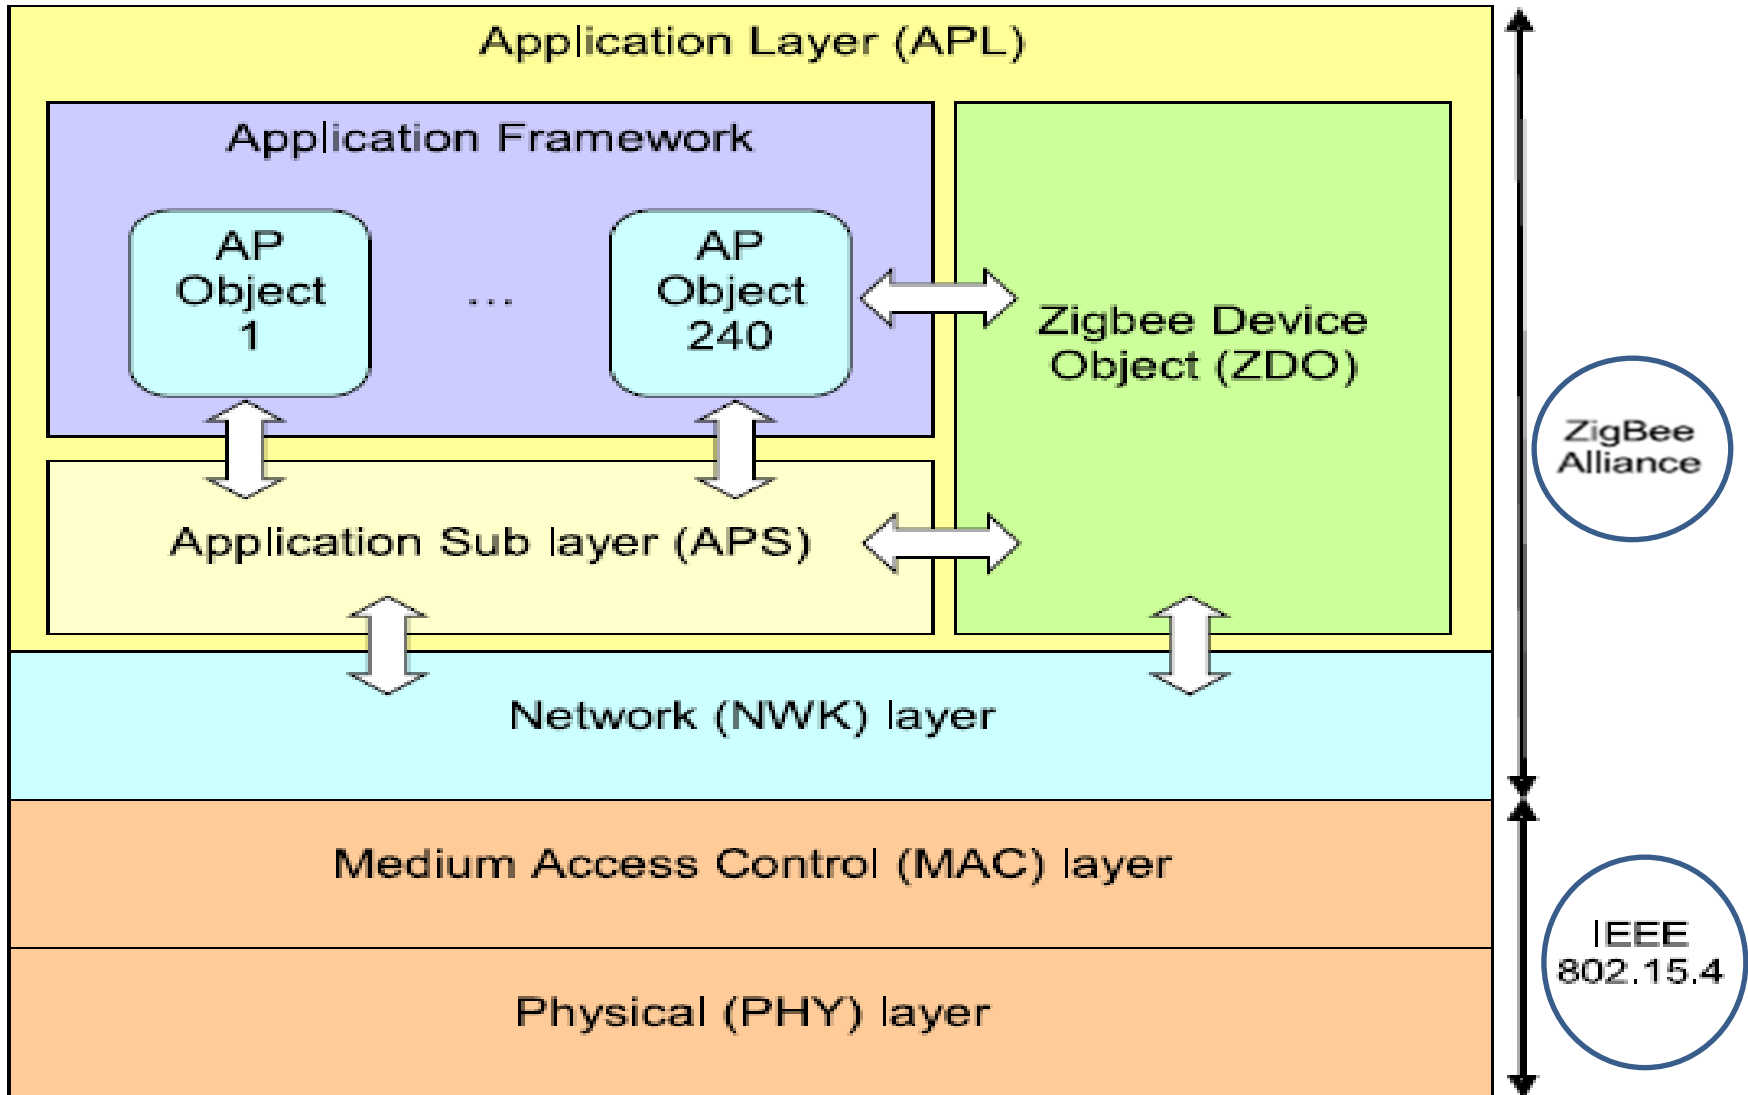 Application Layer (APL)
Application Framework
AP
Object
1
...
AP
Object
240
Zigbee Device
Object (ZDO)
Application Sub layer (APS)
Network (NWK) layer
Medium Access Control (MAC) layer
Physical (PHY) layer
ZigBee
Alliance
IEEE
802.15.4